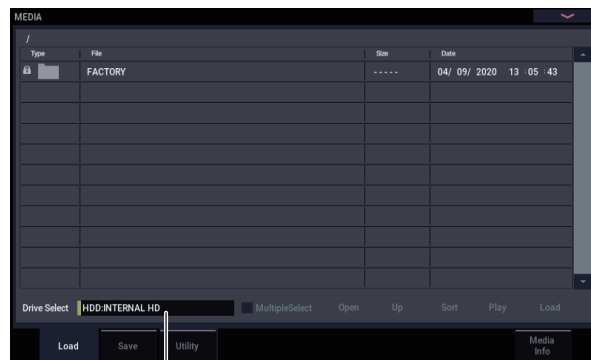 MEDIA
/
Type File Size Date
FACTORY ----- 04/ 09/ 2020 13 :05 :43
Drive Select HDD:INTERNAL HD MultipleSelect Open Up Sort Play Load
Load Save Utility Media
Info